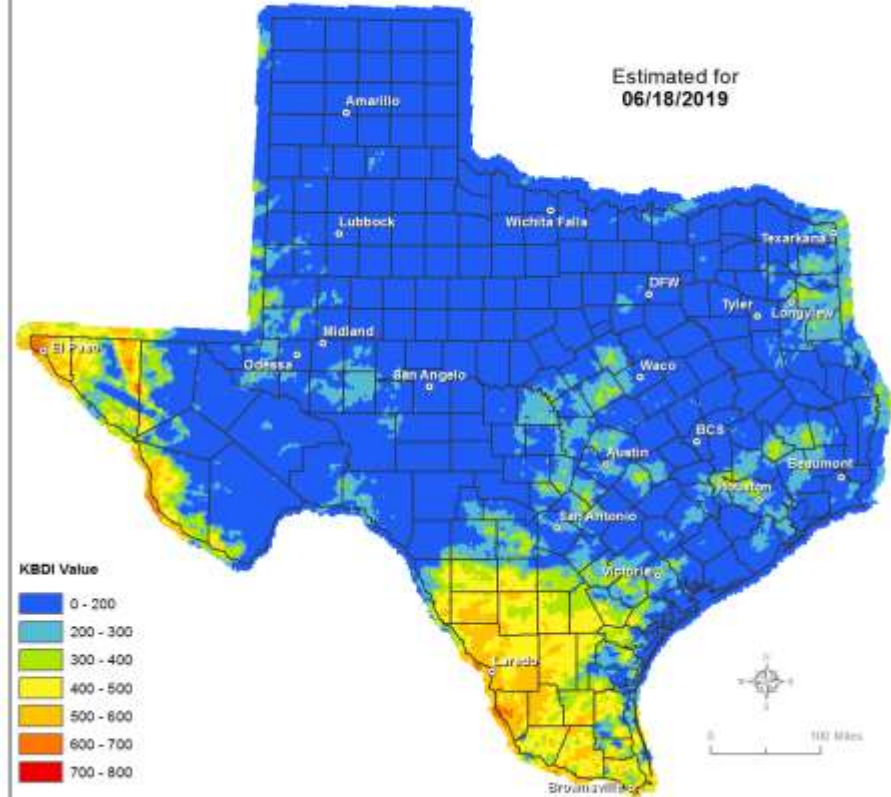 Estimated for
06/18/2019
Amarillo
Lubbock
Wichita Falls
Texarkana
DFW
Tyler
Longview
Midland
El Paso
Odessa
San Angelo
Waco
BCS
Austin
Beaumont
Houston
San Antonio
Victoria
Laredo
Brownsville
KBDI Value
0 - 200
200 - 300
300 - 400
400 - 500
500 - 600
600 - 700
700 - 800
0 100 Miles